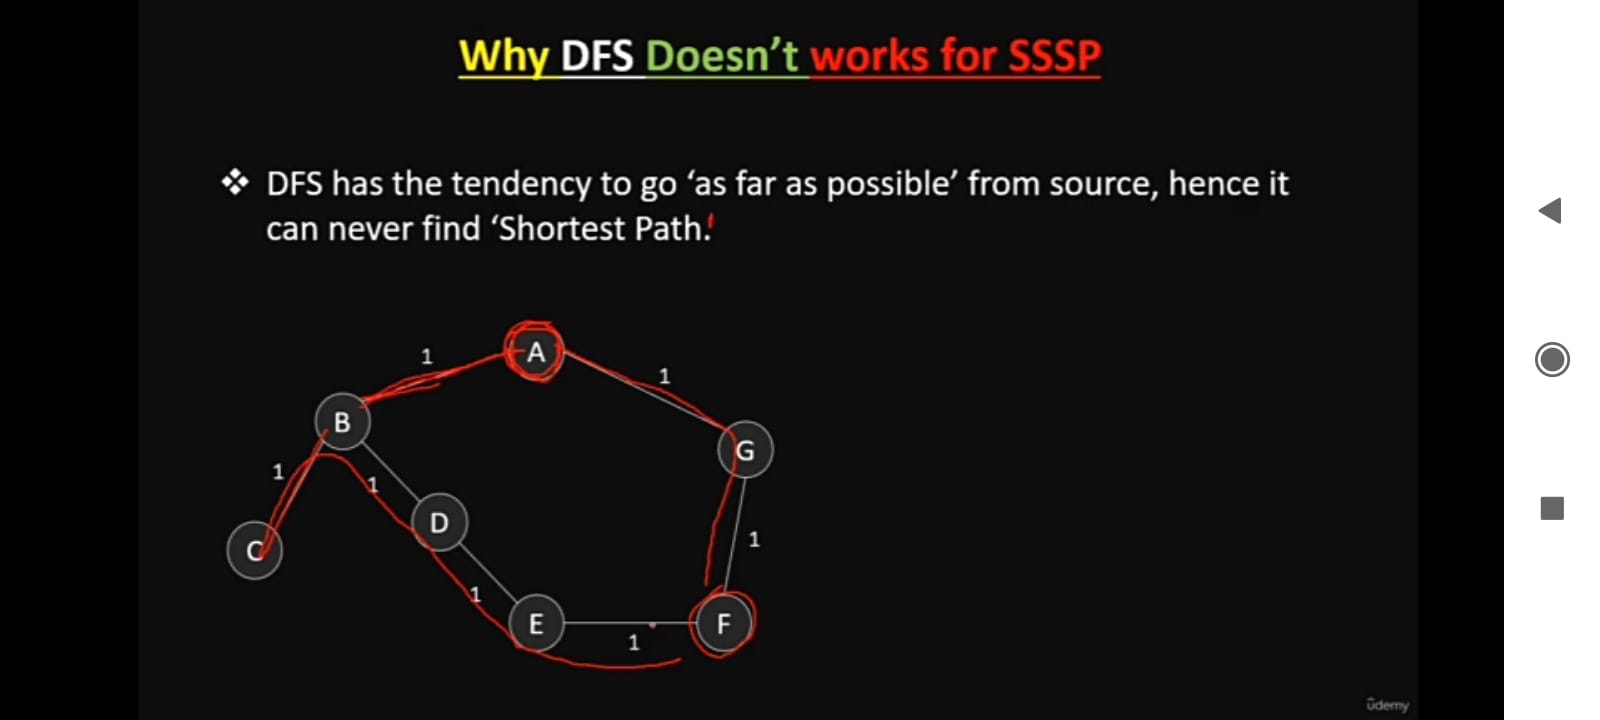 Why DFS Doesn't works for SSSP
❖ DFS has the tendency to go ‘as far as possible’ from source, hence it
can never find ‘Shortest Path.'
A
1
1
B
G
1
1
D
C
1
1
E
F
1
ûdemy